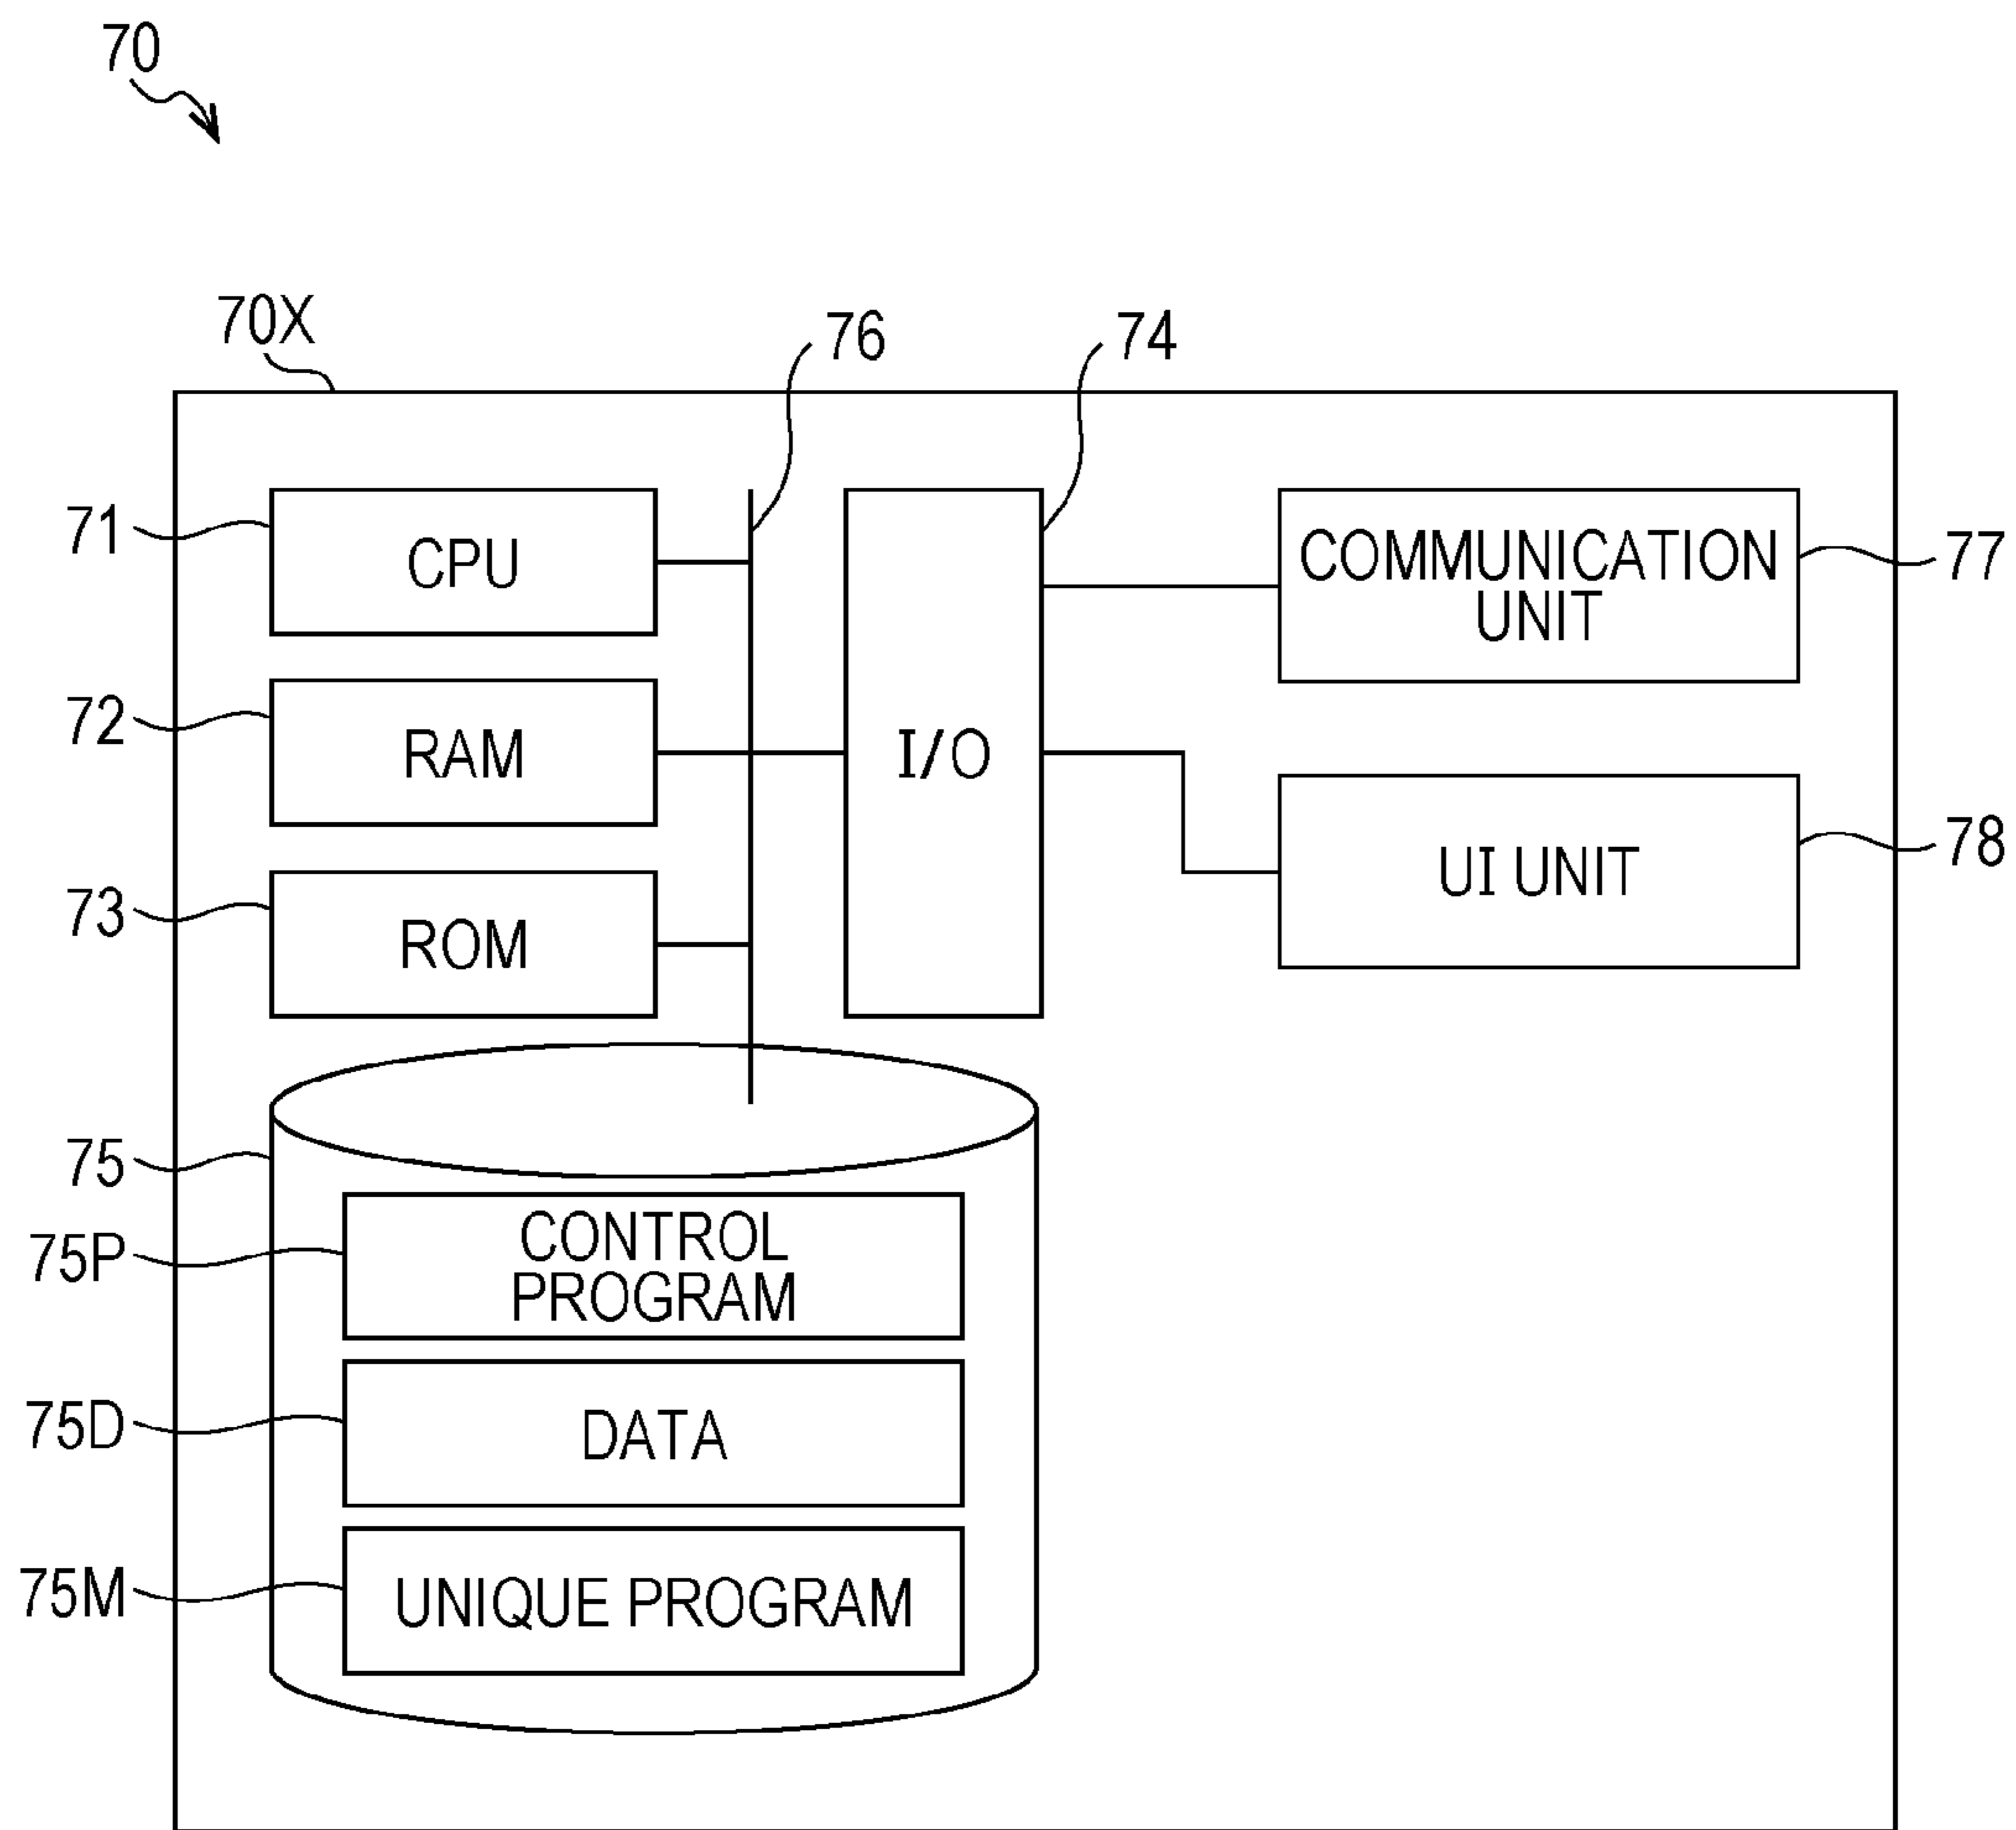 70
70X
76
74
71
CPU
COMMUNICATION
UNIT
77
72
RAM
I/O
78
UI UNIT
73
ROM
75
75P
CONTROL
PROGRAM
75D
DATA
75M
UNIQUE PROGRAM